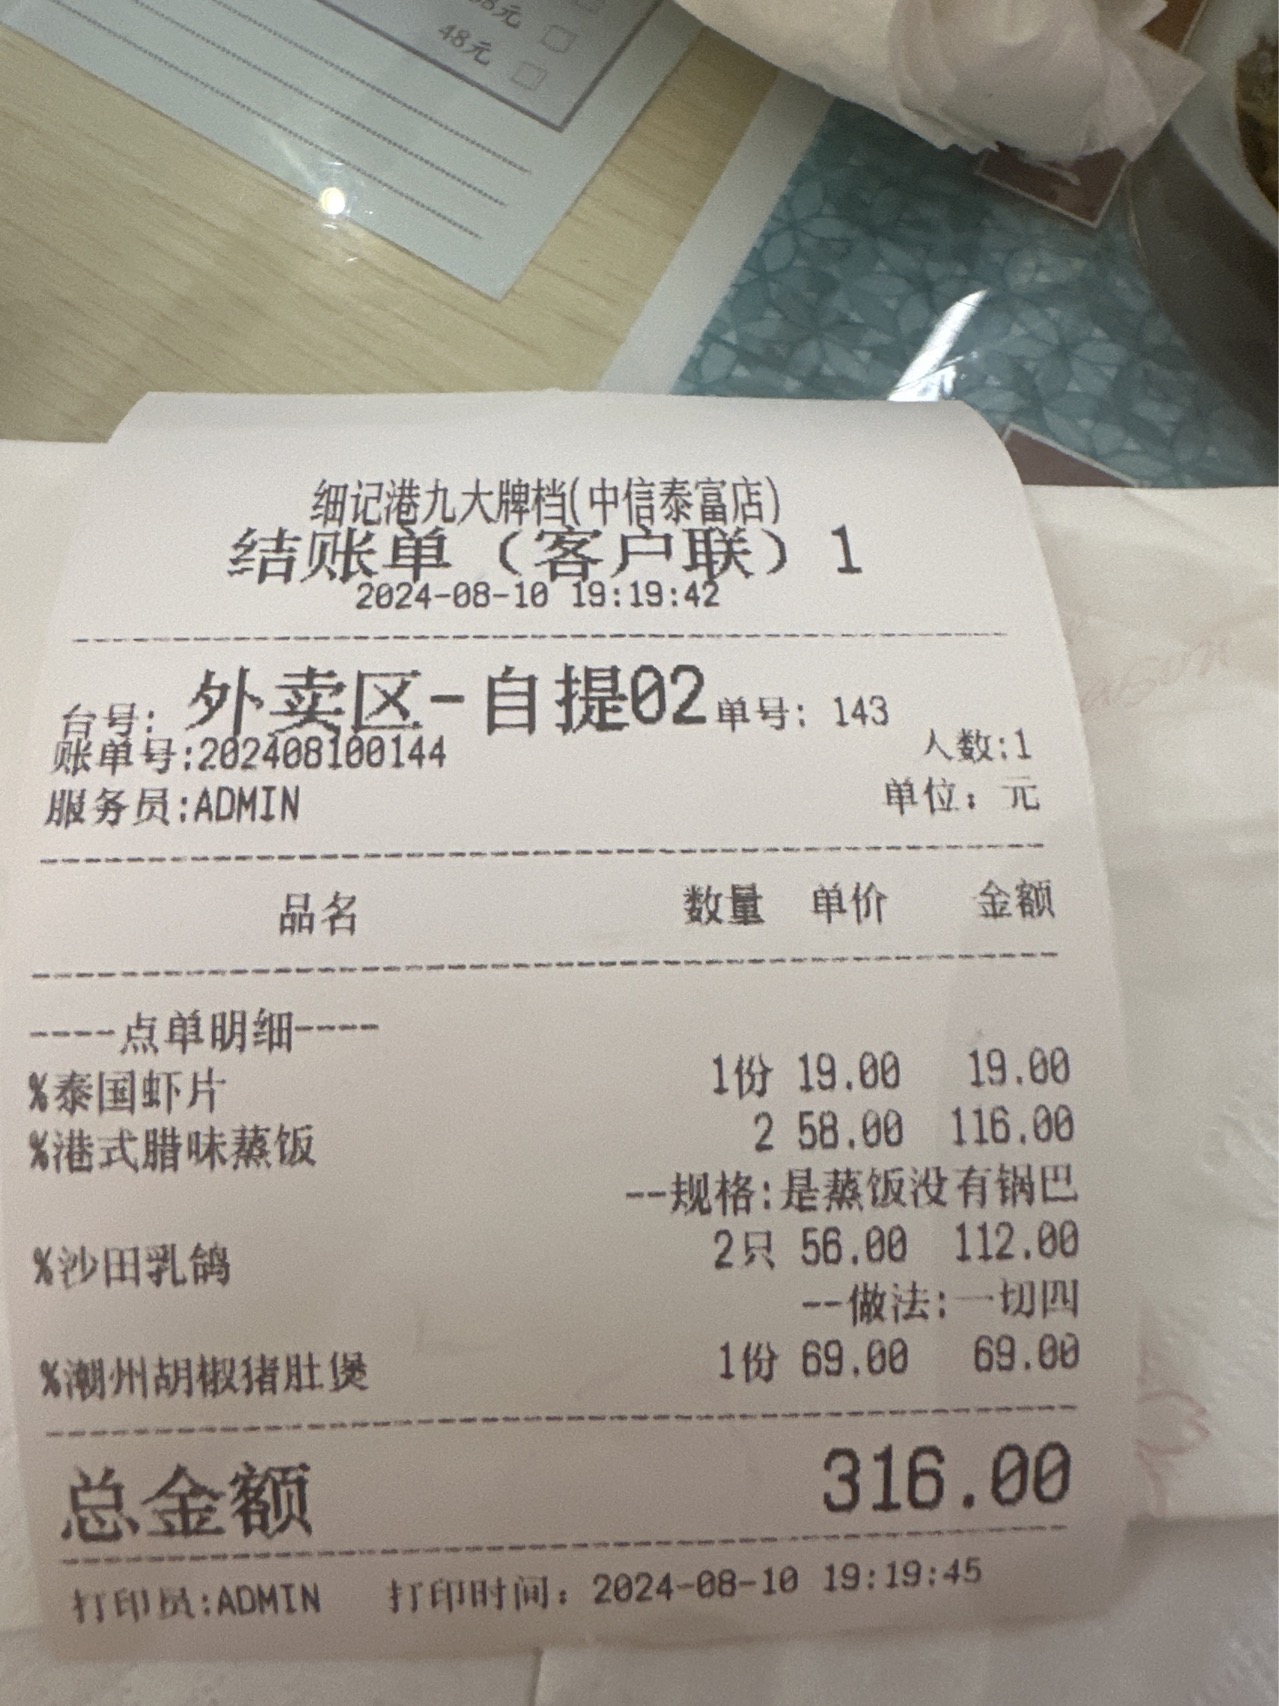 48元
细记港九大牌档(中信泰富店)
结账单（客户联）1
2024-08-10 19:19:42
台号: 外卖区-自提02 单号: 143
账单号:202408100144 人数:1
服务员:ADMIN 单位：元
品名 数量 单价 金额
----点单明细----
%泰国虾片 1份 19.00 19.00
%港式腊味蒸饭 2 58.00 116.00
--规格:是蒸饭没有锅巴
%沙田乳鸽 2只 56.00 112.00
--做法:一切四
%潮州胡椒猪肚煲 1份 69.00 69.00
总金额 316.00
打印员:ADMIN 打印时间：2024-08-10 19:19:45